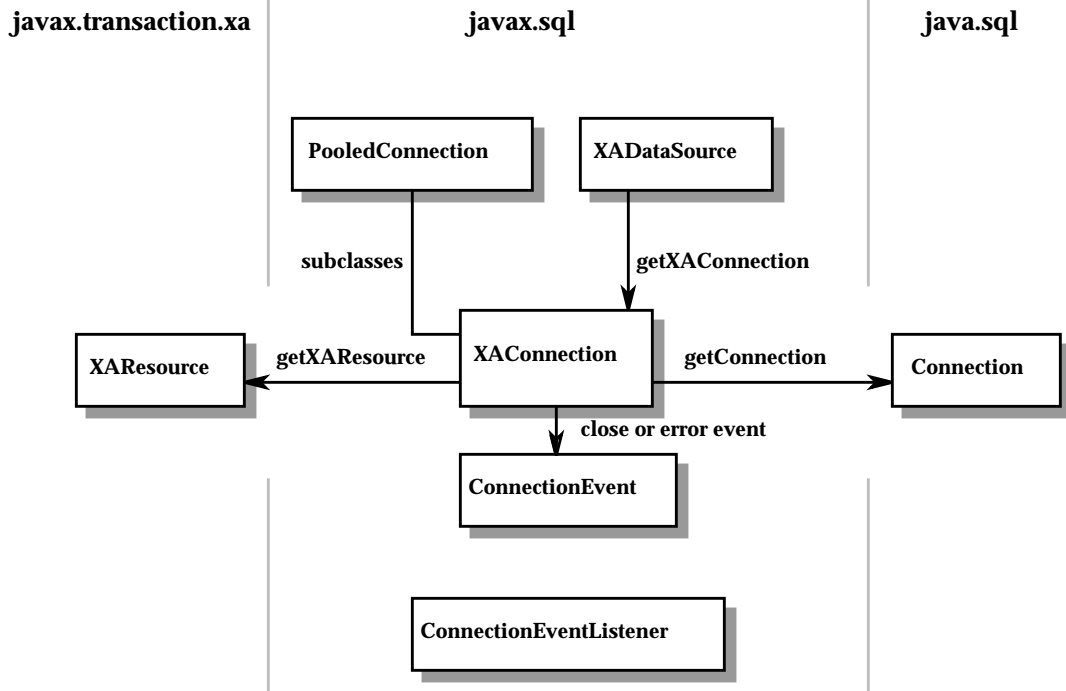 javax.transaction.xa
javax.sql
java.sql
PooledConnection
XADataSource
subclasses
getXAConnection
XAResource
getXAResource
XAConnection
getConnection
Connection
close or error event
ConnectionEvent
ConnectionEventListener